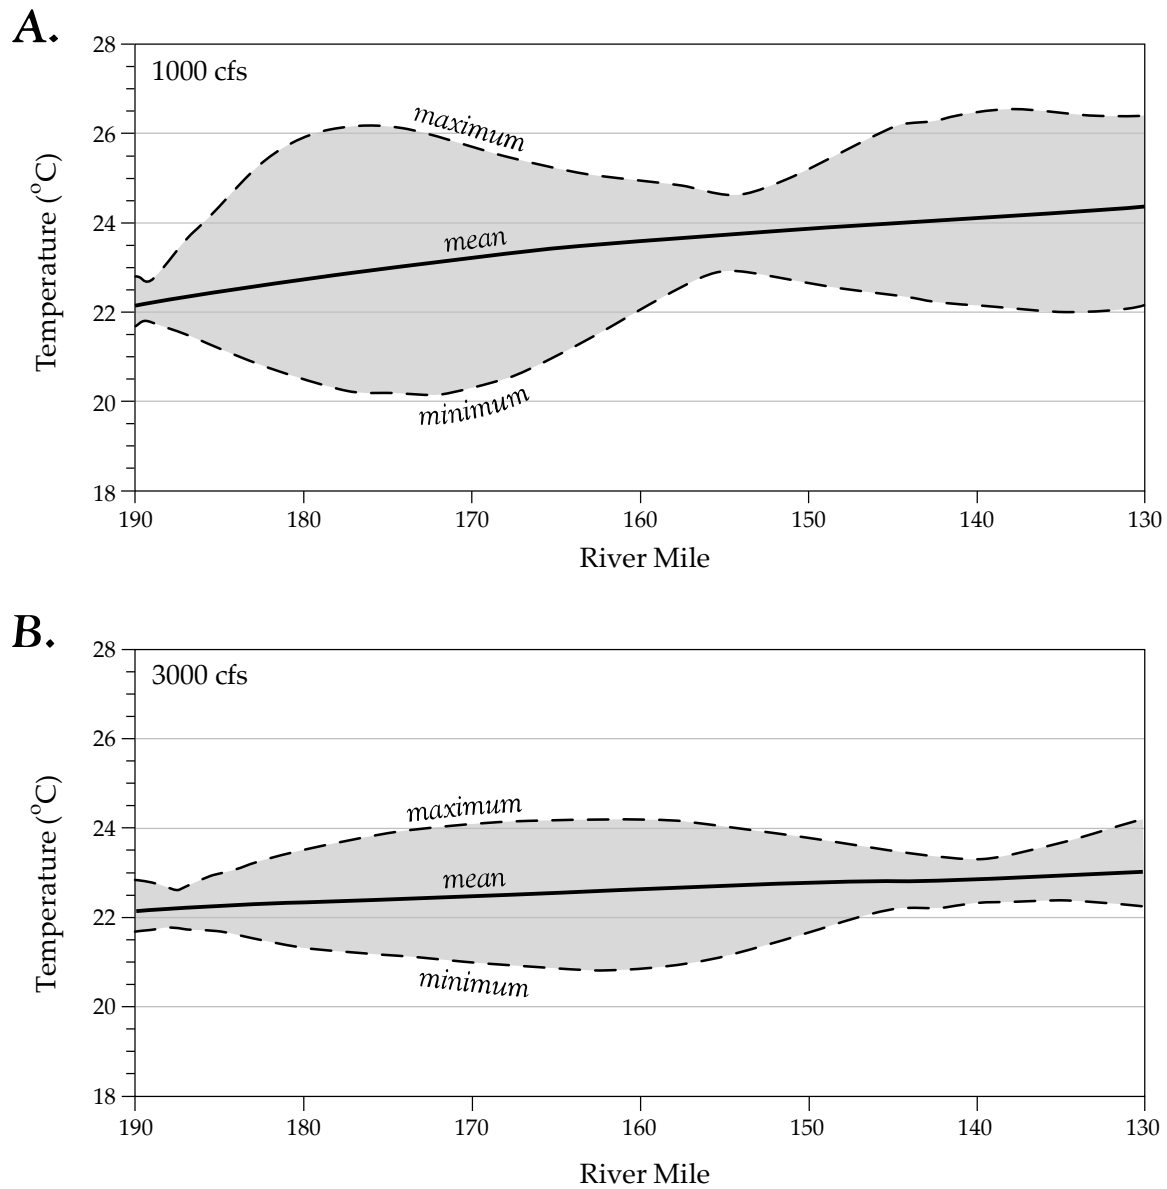 A.
1000 cfs
28
26
24
22
20
18
Temperature (°C)
maximum
mean
minimum
190 180 170 160 150 140 130
River Mile
B.
3000 cfs
28
26
24
22
20
18
Temperature (°C)
maximum
mean
minimum
190 180 170 160 150 140 130
River Mile